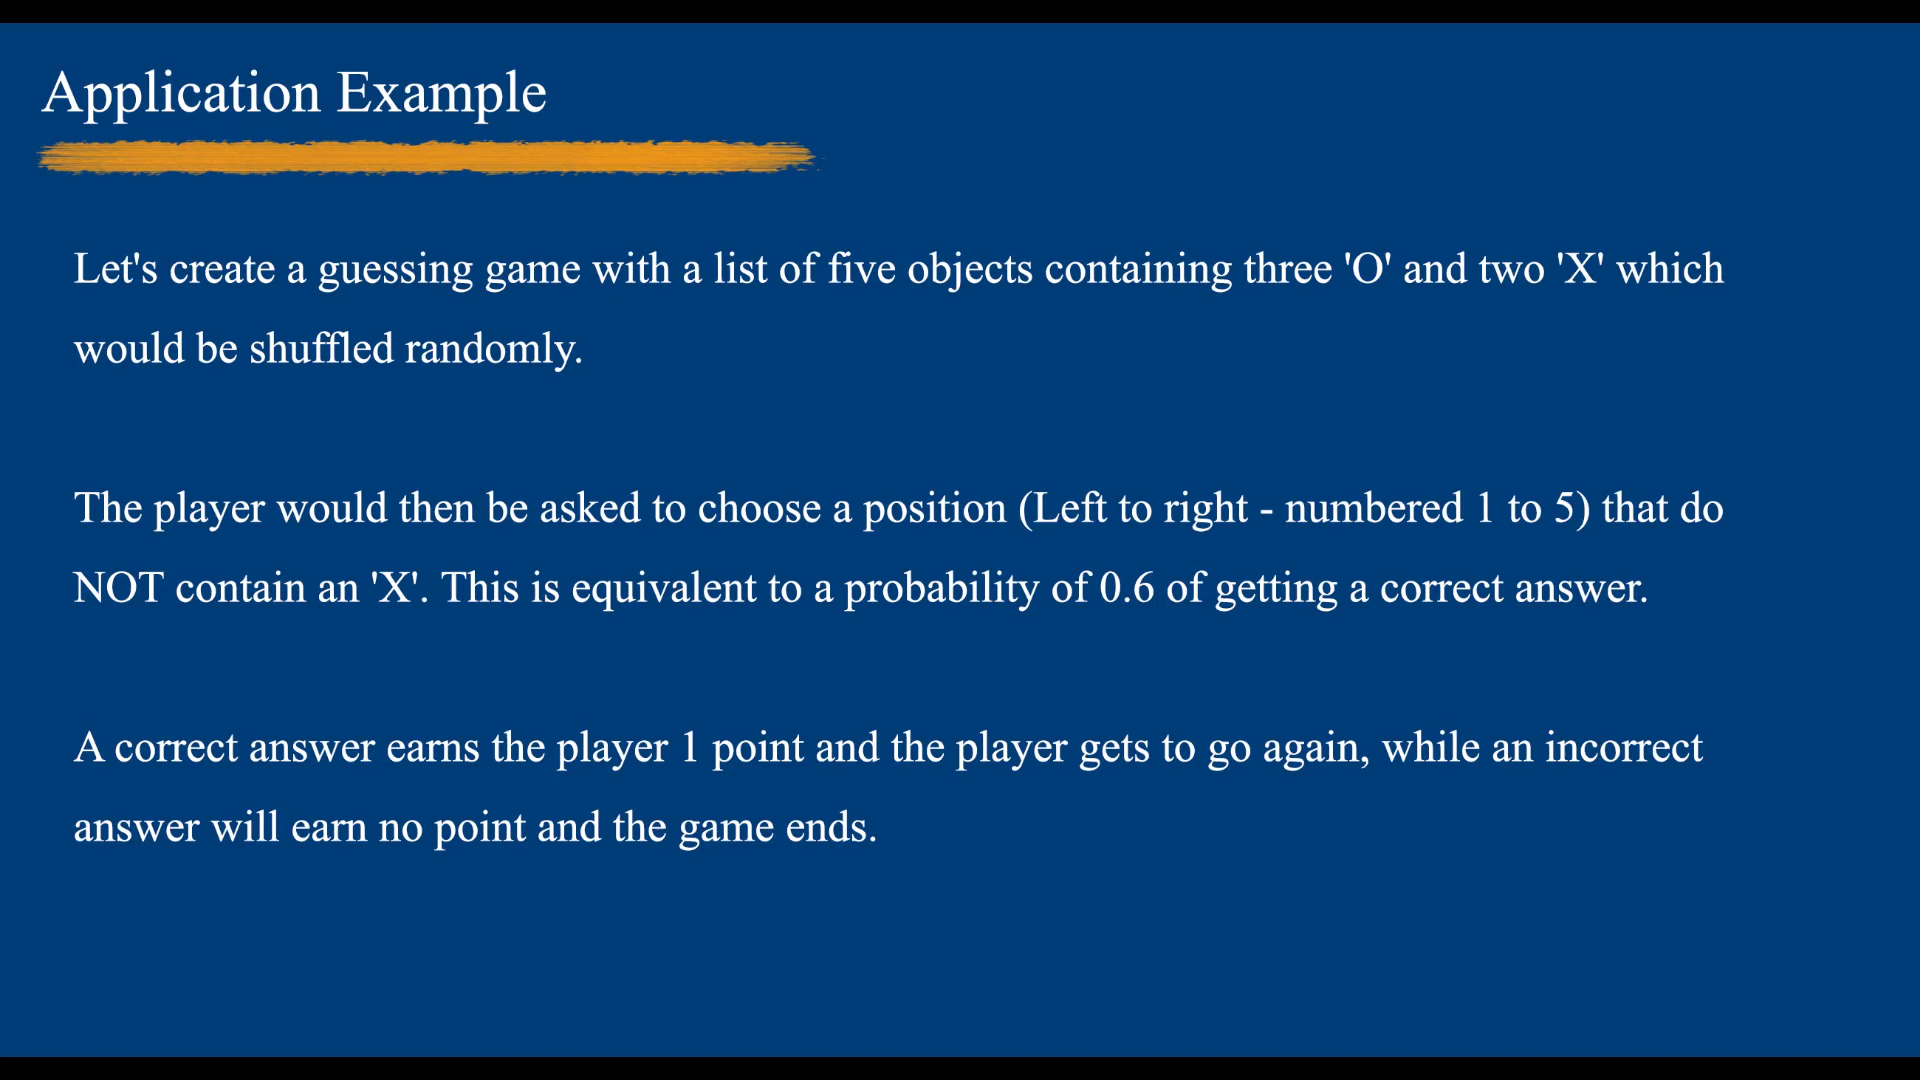 Application Example
Let's create a guessing game with a list of five objects containing three 'O' and two 'X' which
would be shuffled randomly.
The player would then be asked to choose a position (Left to right - numbered 1 to 5) that do
NOT contain an 'X'. This is equivalent to a probability of 0.6 of getting a correct answer.
A correct answer earns the player 1 point and the player gets to go again, while an incorrect
answer will earn no point and the game ends.